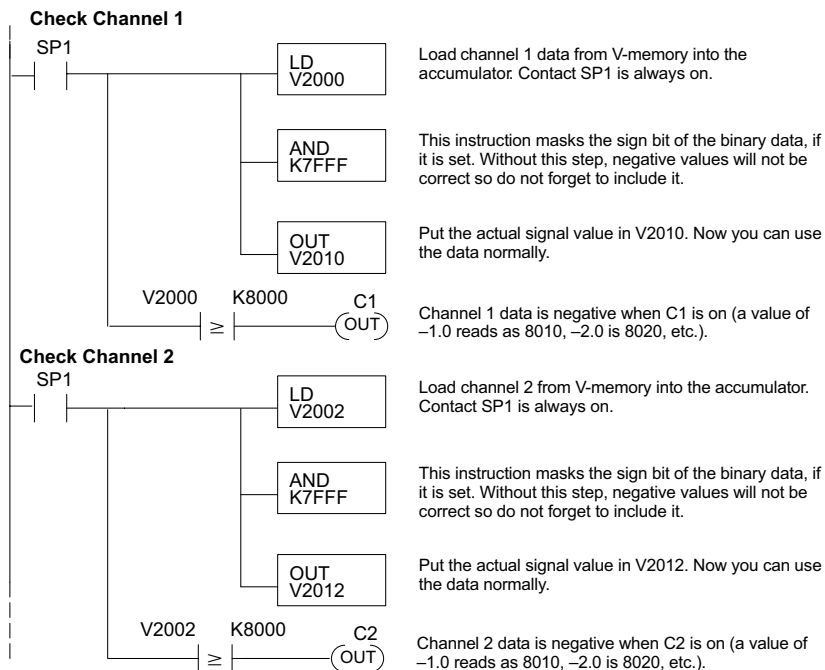 Check Channel 1
SP1
LD
V2000
Load channel 1 data from V-memory into the
accumulator. Contact SP1 is always on.
AND
K7FFF
This instruction masks the sign bit of the binary data, if
it is set. Without this step, negative values will not be
correct so do not forget to include it.
OUT
V2010
Put the actual signal value in V2010. Now you can use
the data normally.
V2000 K8000 C1
≥ OUT
Channel 1 data is negative when C1 is on (a value of
–1.0 reads as 8010, –2.0 is 8020, etc.).
Check Channel 2
SP1
LD
V2002
Load channel 2 from V-memory into the accumulator.
Contact SP1 is always on.
AND
K7FFF
This instruction masks the sign bit of the binary data, if
it is set. Without this step, negative values will not be
correct so do not forget to include it.
OUT
V2012
Put the actual signal value in V2012. Now you can use
the data normally.
V2002 K8000 C2
≥ OUT
Channel 2 data is negative when C2 is on (a value of
–1.0 reads as 8010, –2.0 is 8020, etc.).